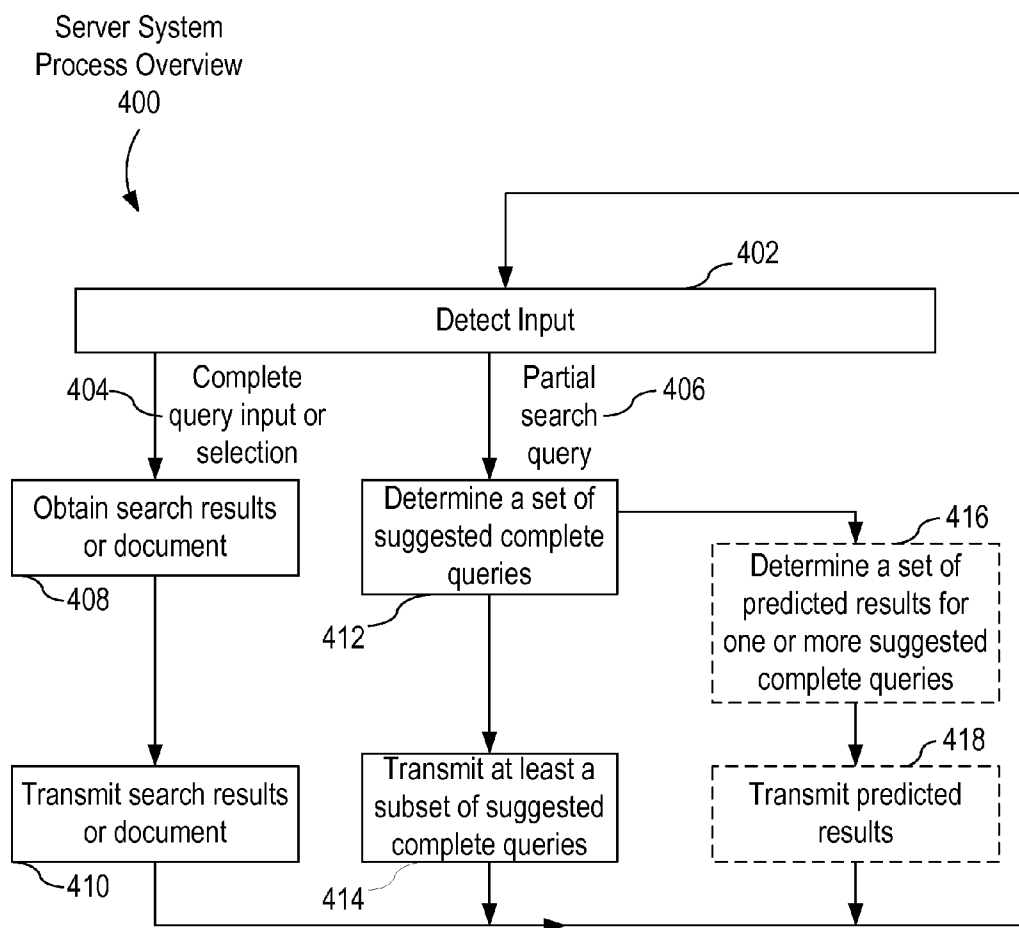 Server System
Process Overview
400
402
Detect Input
404
Complete
query input or
selection
Partial
search
query
406
Obtain search results
or document
408
Determine a set of
suggested complete
queries
412
416
Determine a set of
predicted results for
one or more suggested
complete queries
Transmit search results
or document
410
Transmit at least a
subset of suggested
complete queries
414
418
Transmit predicted
results